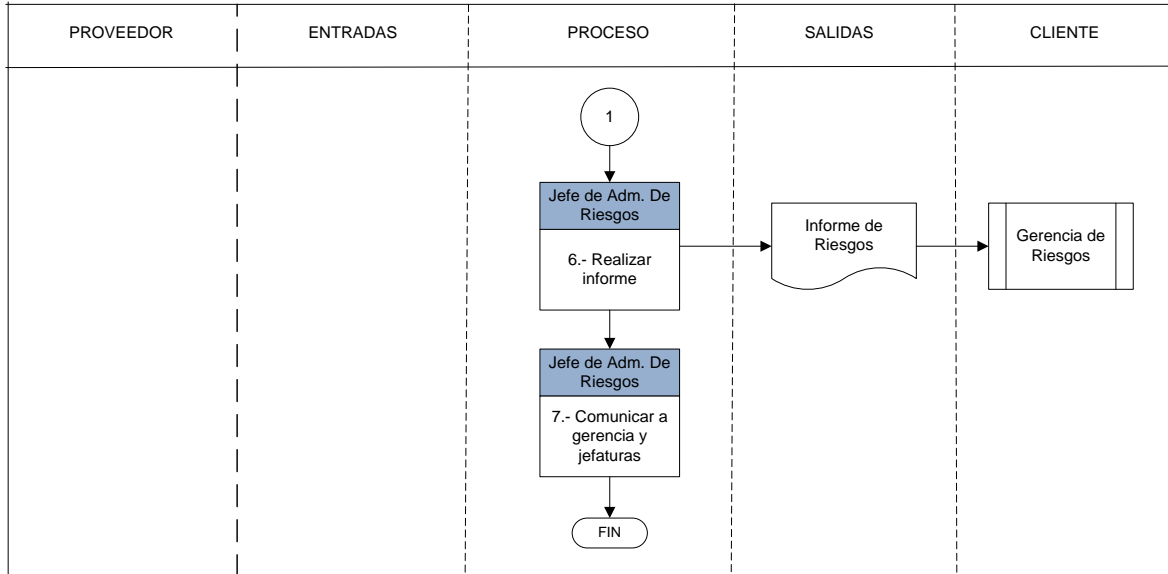 PROVEEDOR
ENTRADAS
PROCESO
SALIDAS
CLIENTE
1
Jefe de Adm. De
Riesgos
6.- Realizar
informe
Informe de
Riesgos
Gerencia de
Riesgos
Jefe de Adm. De
Riesgos
7.- Comunicar a
gerencia y
jefaturas
FIN